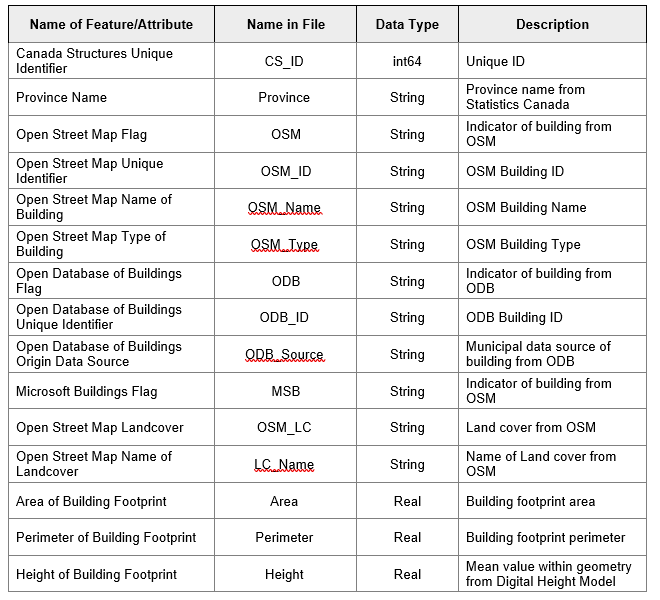 Name of Feature/Attribute Name in File Data Type Description
Canada Structures Unique
Identifier
CS_ID int64 Unique ID
Province Name Province String Province name from
Statistics Canada
Open Street Map Flag OSM String Indicator of building from
OSM
Open Street Map Unique
Identifier
OSM_ID String OSM Building ID
Open Street Map Name of
Building
OSM_Name String OSM Building Name
Open Street Map Type of
Building
OSM_Type String OSM Building Type
Open Database of Buildings
Flag
ODB String Indicator of building from
ODB
Open Database of Buildings
Unique Identifier
ODB_ID String ODB Building ID
Open Database of Buildings
Origin Data Source
ODB_Source String Municipal data source of
building from ODB
Microsoft Buildings Flag MSB String Indicator of building from
OSM
Open Street Map Landcover OSM_LC String Land cover from OSM
Open Street Map Name of
Landcover
LC_Name String Name of Land cover from
OSM
Area of Building Footprint Area Real Building footprint area
Perimeter of Building Footprint Perimeter Real Building footprint perimeter
Height of Building Footprint Height Real Mean value within geometry
from Digital Height Model